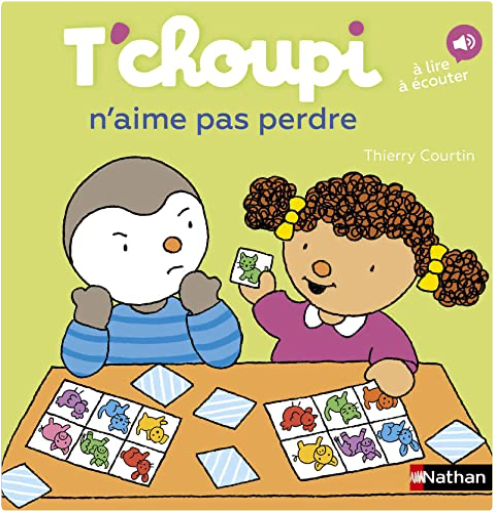 T'choupi
à lire
à écouter
n'aime pas perdre
Thierry Courtin
Nathan